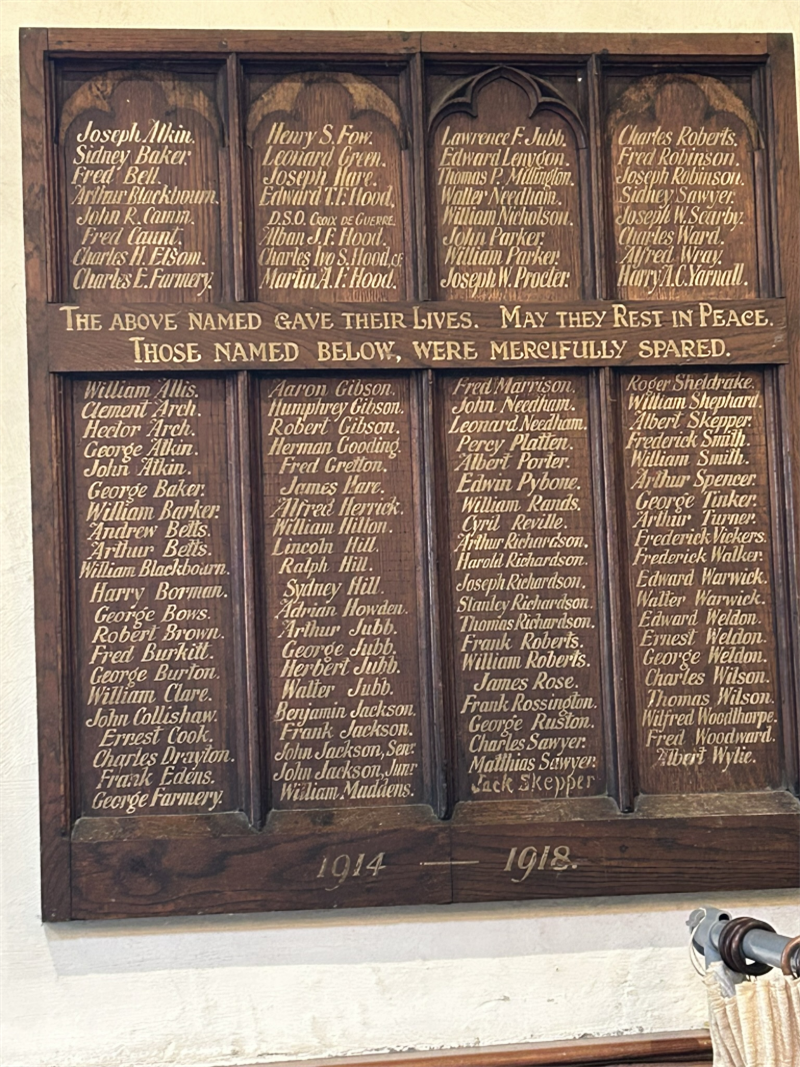 Joseph Atkin.
Sidney Baker.
Fred Bell.
Arthur Blackbourn.
John R. Camm.
Fred Caunt.
Charles H. Elsom.
Charles E. Farmery.
Henry S. Fow.
Leonard Green.
Joseph Hare.
Edward T. F. Hood,
D.S.O. Croix de Guerre.
Alban J. F. Hood.
Charles Ivo S. Hood, CF
Martin A. F. Hood.
Lawrence F. Jubb.
Edward Lenygon.
Thomas P. Millington.
Walter Needham.
William Nicholson.
John Parker.
William Parker.
Joseph W. Procter.
Charles Roberts.
Fred Robinson.
Joseph Robinson.
Sidney Sawyer.
Joseph W. Scarby.
Charles Ward.
Alfred Wray.
Harry A. C. Yarnall.
The above named gave their Lives. May they Rest in Peace.
Those named below, were mercifully spared.
William Allis.
Clement Arch.
Hector Arch.
George Atkin.
John Atkin.
George Baker.
William Barker.
Andrew Betts.
Arthur Betts.
William Blackbourn.
Harry Borman.
George Bows.
Robert Brown.
Fred Burkitt.
George Burton.
William Clare.
John Collishaw.
Ernest Cook.
Charles Drayton.
Frank Edens.
George Farmery.
Aaron Gibson.
Humphrey Gibson.
Robert Gibson.
Herman Gooding.
Fred Gretton.
James Hare.
Alfred Herrick.
William Hillon.
Lincoln Hill.
Ralph Hill.
Sydney Hill.
Adrian Howden.
Arthur Jubb.
George Jubb.
Herbert Jubb.
Walter Jubb.
Benjamin Jackson.
Frank Jackson.
John Jackson, Senr.
John Jackson, Junr
William Maddens.
Fred Marrison.
John Needham.
Leonard Needham.
Percy Platten.
Albert Porter.
Edwin Pybone.
William Rands.
Cyril Reville.
Arthur Richardson.
Harold Richardson.
Joseph Richardson.
Stanley Richardson.
Thomas Richardson.
Frank Roberts.
William Roberts.
James Rose.
Frank Rossington.
George Ruston.
Charles Sawyer.
Matthias Sawyer.
Jack Skepper
Roger Sheldrake.
William Shephard.
Albert Skepper.
Frederick Smith.
William Smith.
Arthur Spencer.
George Tinker.
Arthur Turner.
Frederick Vickers.
Frederick Walker.
Edward Warwick.
Walter Warwick.
Edward Weldon.
Ernest Weldon.
George Weldon.
Charles Wilson.
Thomas Wilson.
Wilfred Woodthorpe.
Fred Woodward.
Albert Wylie.
1914 — 1918.